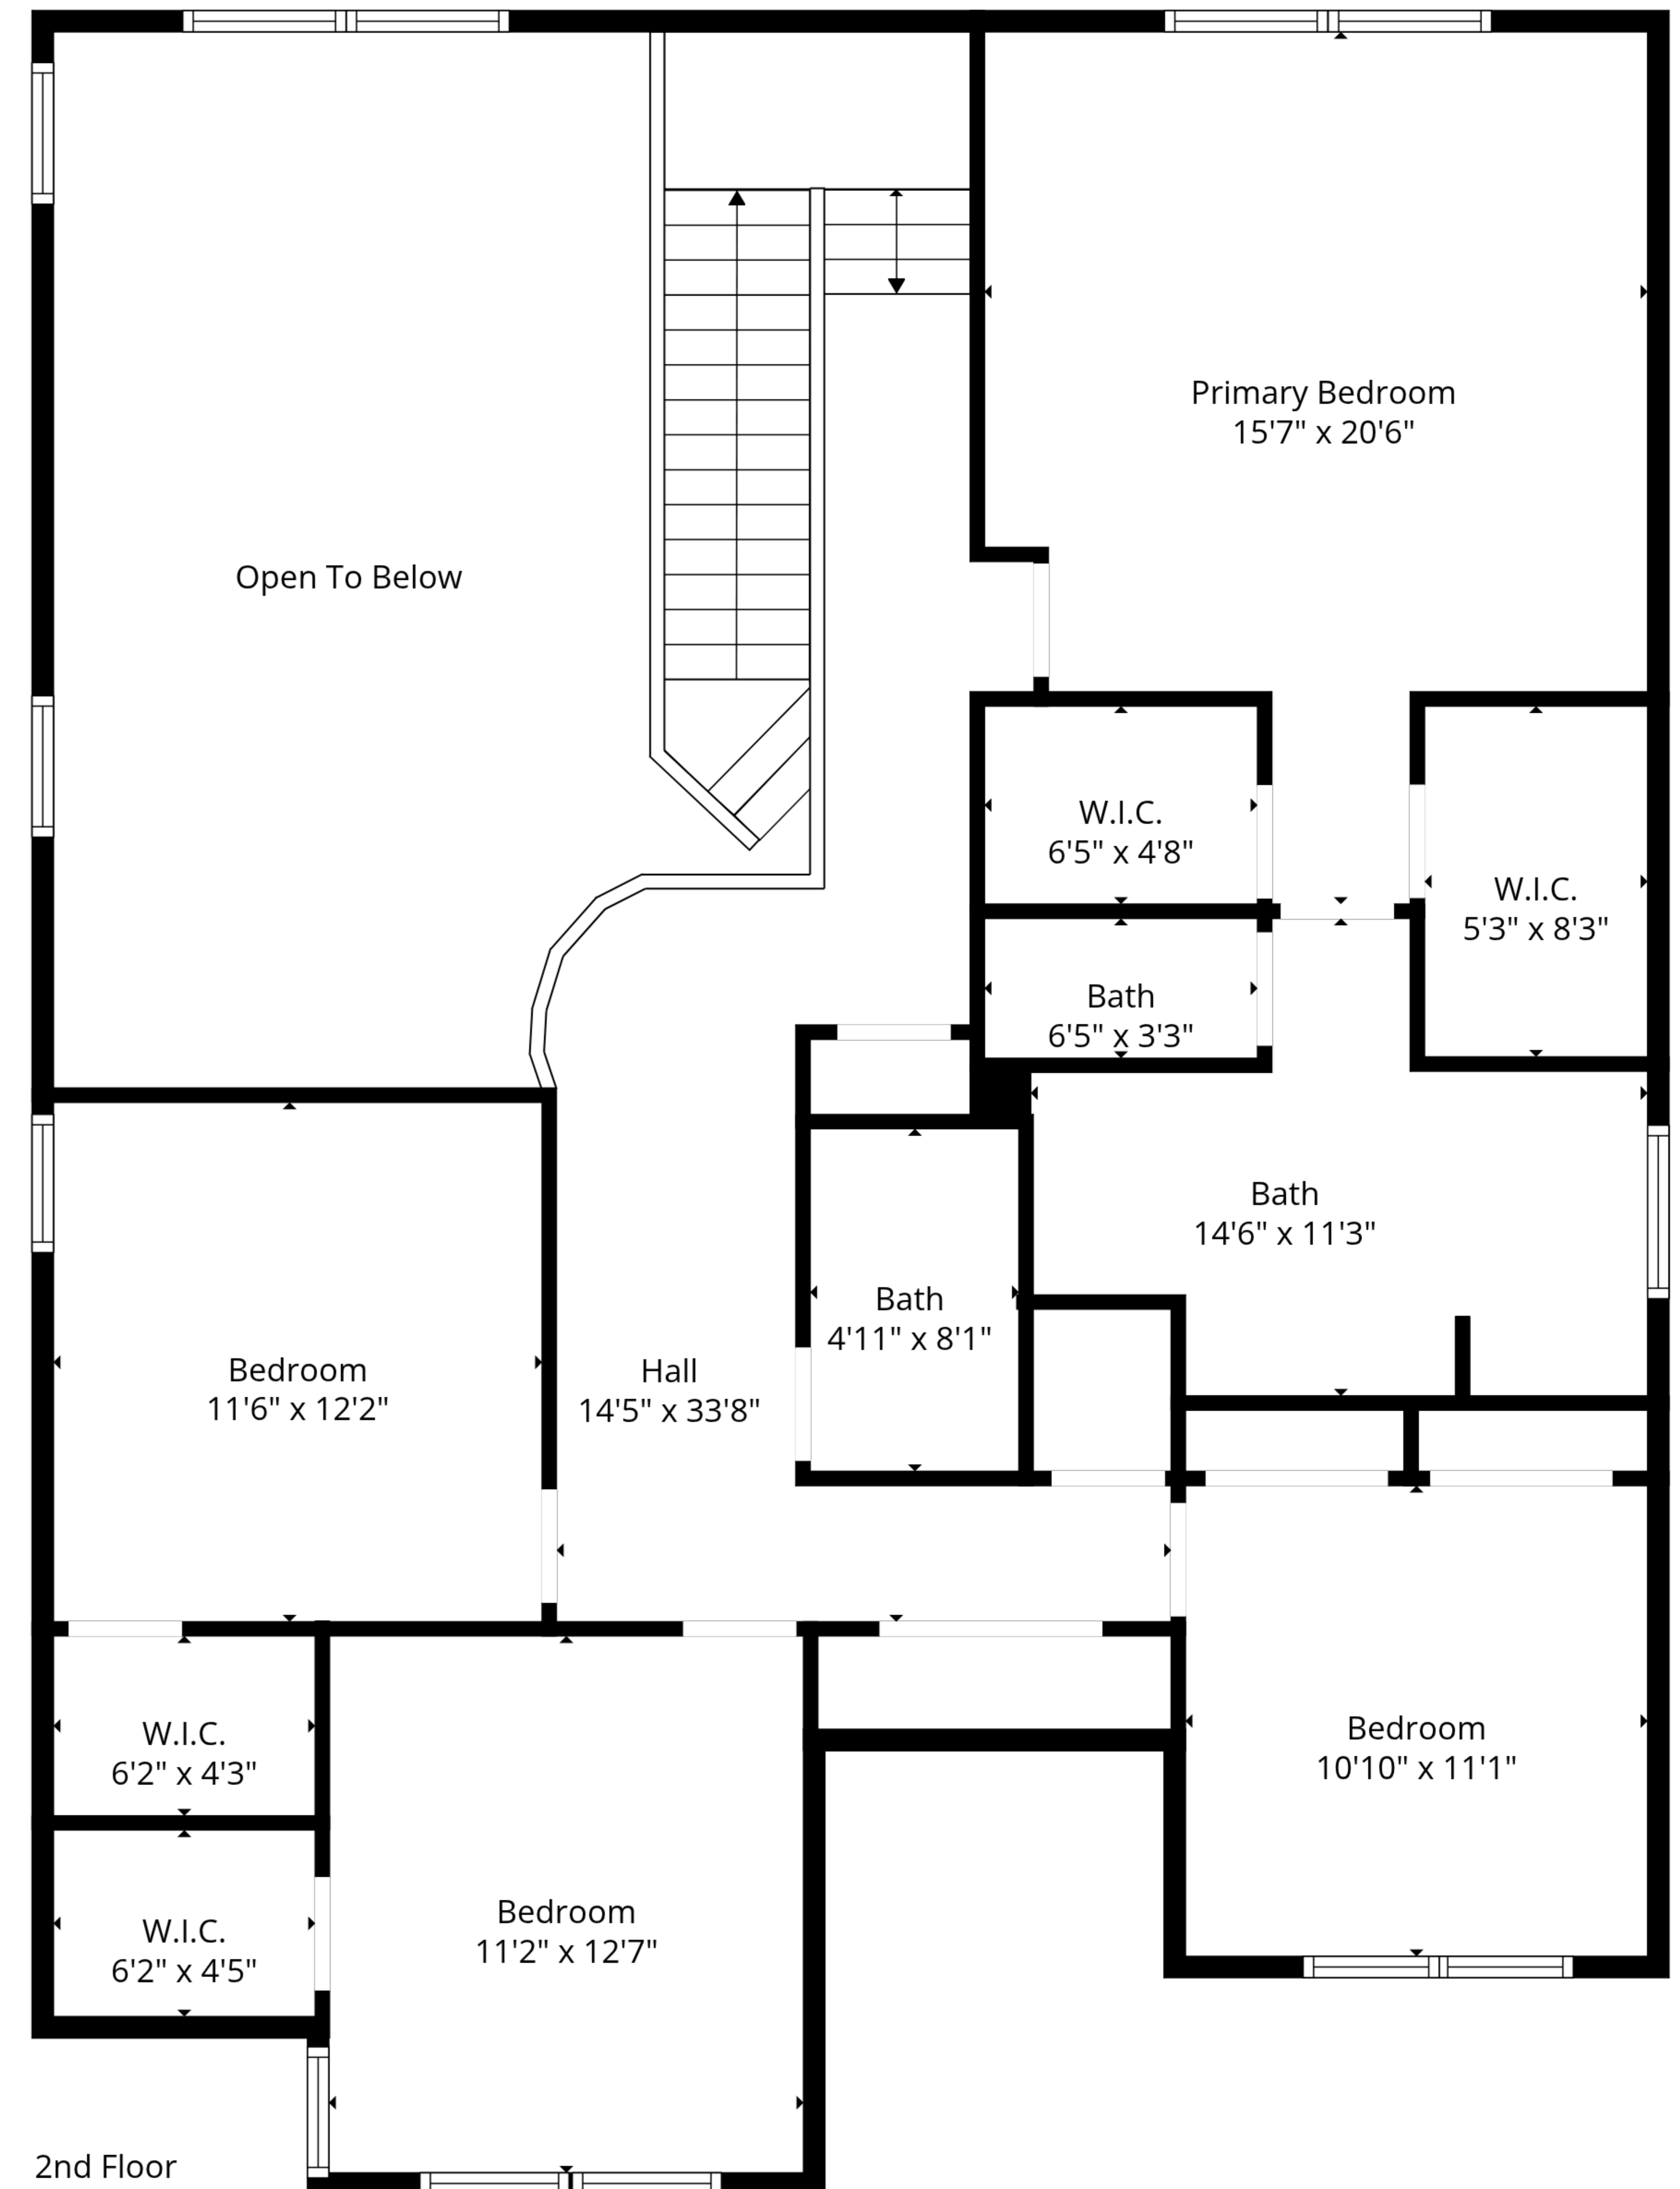 Primary Bedroom
15'7" x 20'6"
Open To Below
W.I.C.
6'5" x 4'8"
W.I.C.
5'3" x 8'3"
Bath
6'5" x 3'3"
Bath
14'6" x 11'3"
Bath
4'11" x 8'1"
Bedroom
11'6" x 12'2"
Hall
14'5" x 33'8"
W.I.C.
6'2" x 4'3"
Bedroom
10'10" x 11'1"
Bedroom
11'2" x 12'7"
W.I.C.
6'2" x 4'5"
2nd Floor